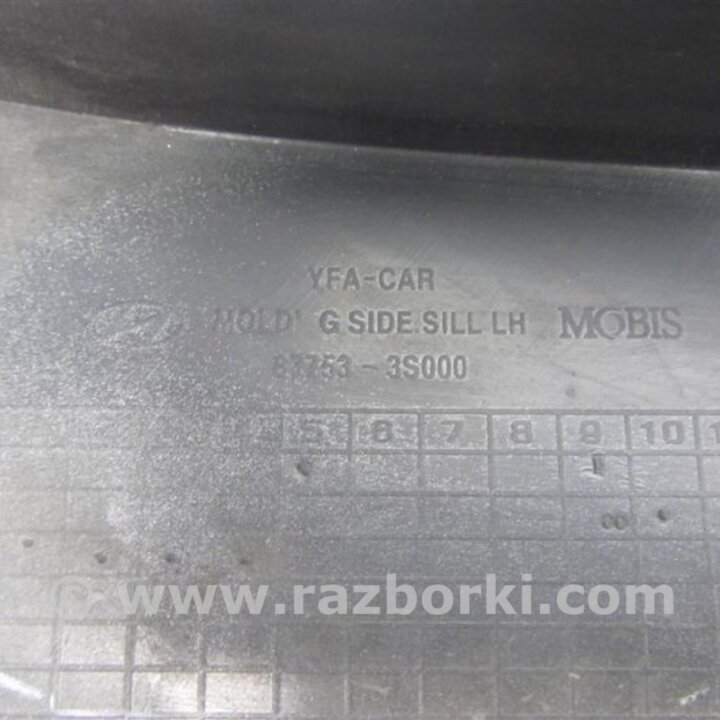 YFA-CAR
MOLD'G SIDE.SILL LH MOBIS
87753-3S000
5 6 7 8 9 10
© www.razborki.com